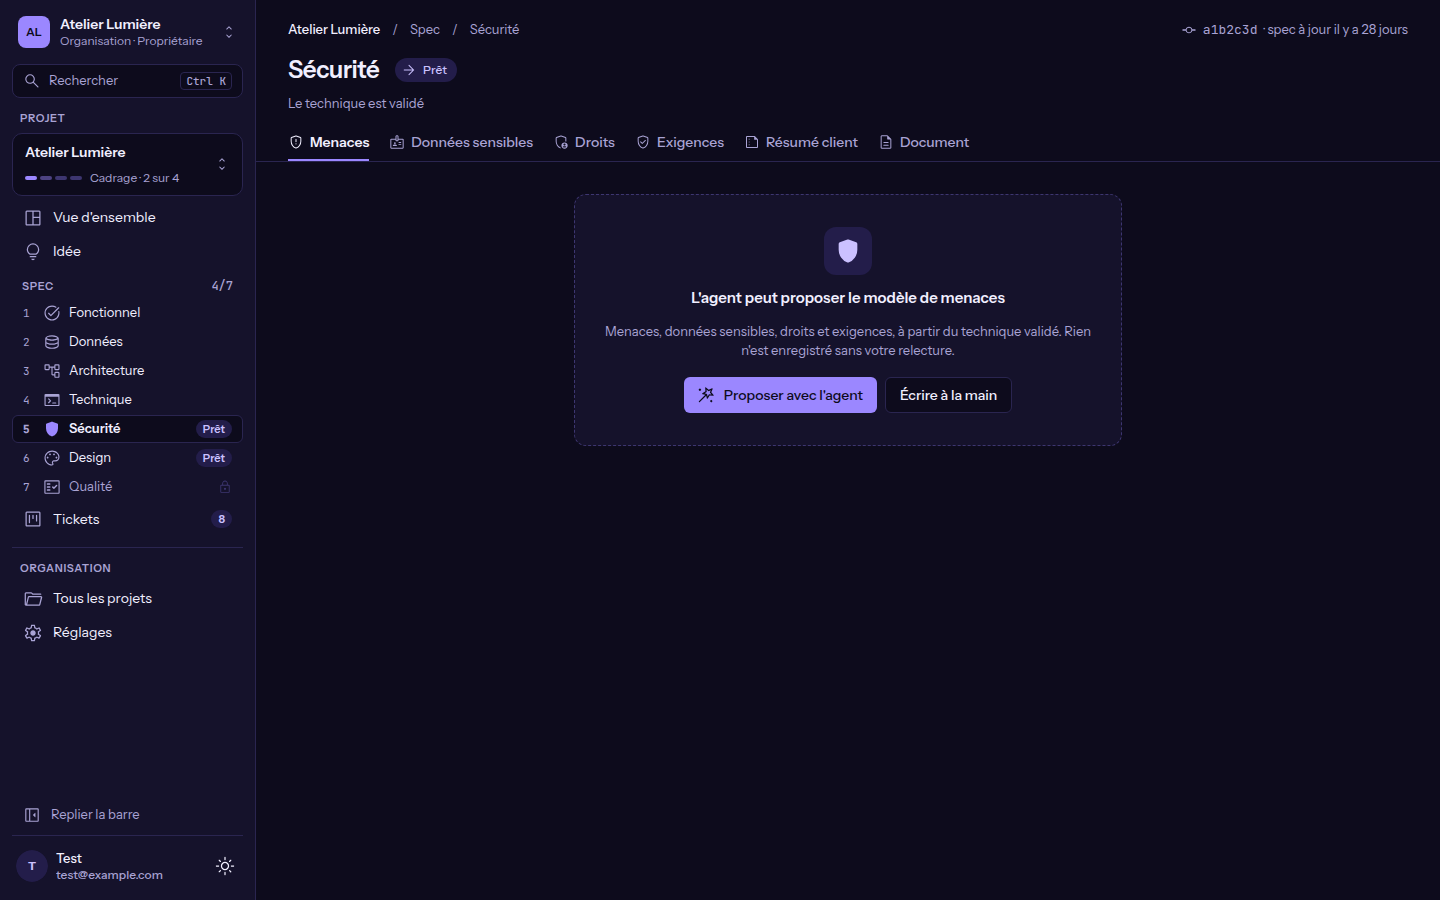 AL
Atelier Lumière
Organisation · Propriétaire
Rechercher
Ctrl K
PROJET
Atelier Lumière
Cadrage · 2 sur 4
Vue d'ensemble
Idée
SPEC 4/7
1 Fonctionnel
2 Données
3 Architecture
4 Technique
5 Sécurité Prêt
6 Design Prêt
7 Qualité
Tickets 8
ORGANISATION
Tous les projets
Réglages
Replier la barre
T
Test
test@example.com
Atelier Lumière / Spec / Sécurité
a1b2c3d · spec à jour il y a 28 jours
Sécurité
Prêt
Le technique est validé
Menaces
Données sensibles
Droits
Exigences
Résumé client
Document
L'agent peut proposer le modèle de menaces
Menaces, données sensibles, droits et exigences, à partir du technique validé. Rien
n'est enregistré sans votre relecture.
Proposer avec l'agent
Écrire à la main